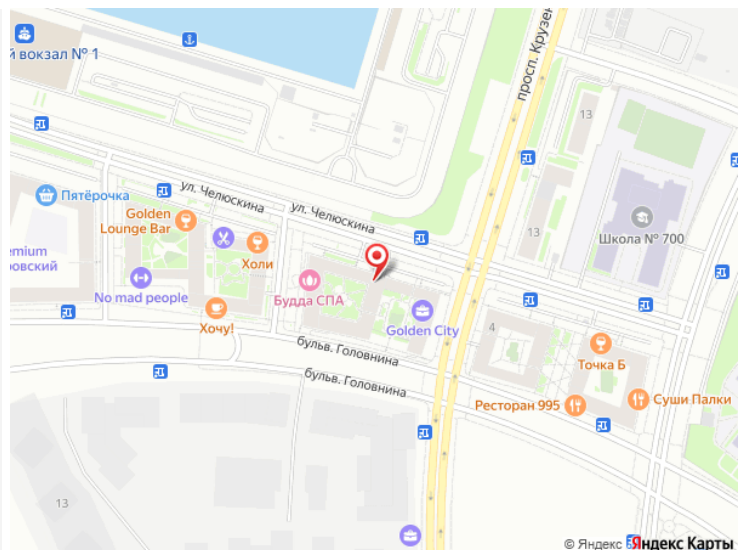 й вокзал № 1
просп. Крузен
13
Пятёрочка
ул. Челюскина
ул. Челюскина
Golden
Lounge Bar
Холи
13
Школа № 700
emium
ровский
No mad people
Будда СПА
Golden City
Хочу!
4
бульв. Головнина
Точка Б
бульв. Головнина
Ресторан 995
Суши Палки
13
© Яндекс
Яндекс Карты